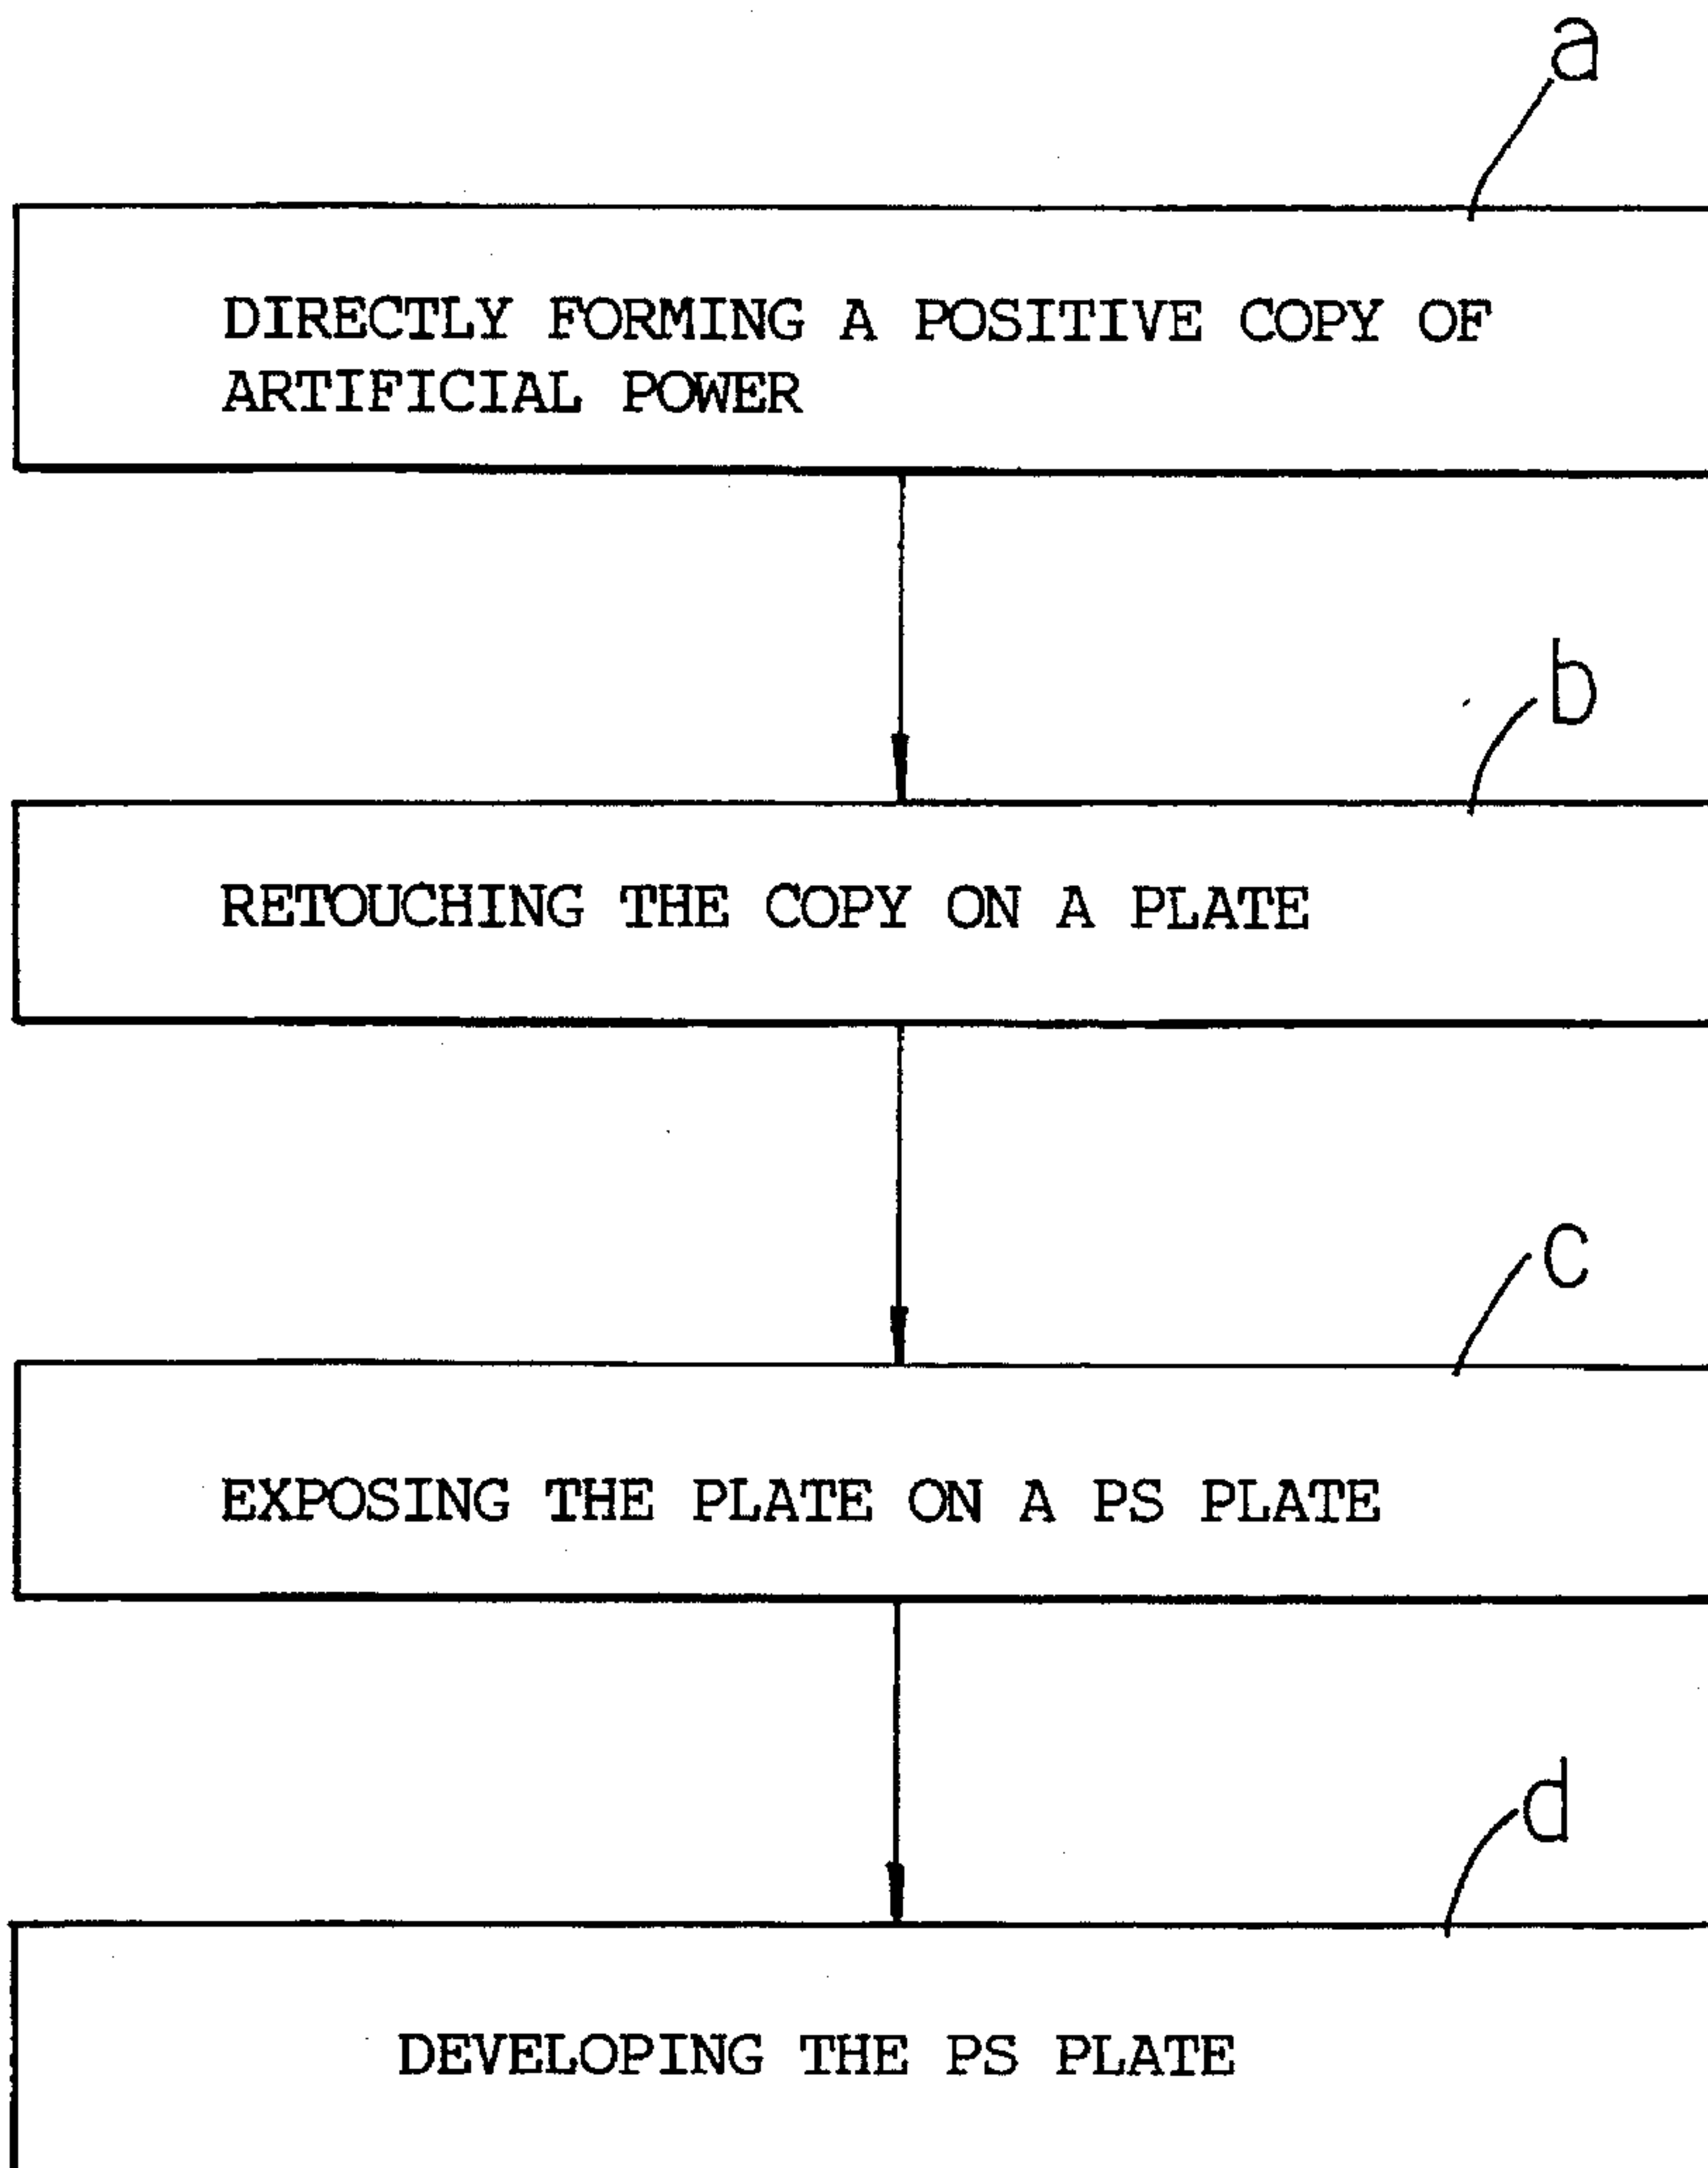 a
DIRECTLY FORMING A POSITIVE COPY OF
ARTIFICIAL POWER
b
RETOUCHING THE COPY ON A PLATE
c
EXPOSING THE PLATE ON A PS PLATE
d
DEVELOPING THE PS PLATE